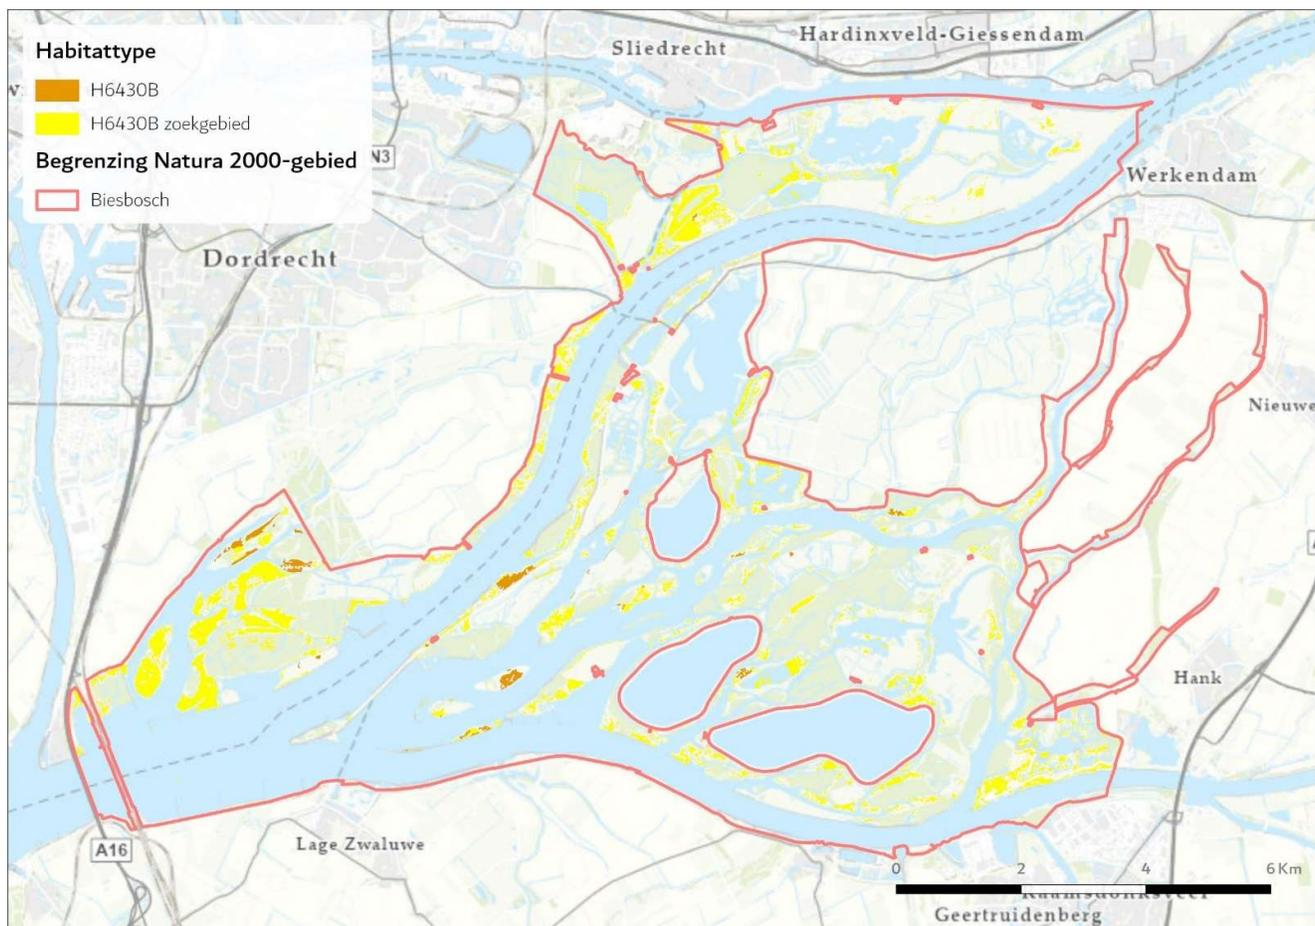 Habitattype
H6430B
H6430B zoekgebied
Begrenzing Natura 2000-gebied
Biesbosch
Sliedrecht
Hardinxveld-Giessendam
N3
Werkendam
Dordrecht
Nieuwe
Hank
A16
Lage Zwaluwe
0 2 4 6 Km
Raamsdonksveer
Geertruidenberg